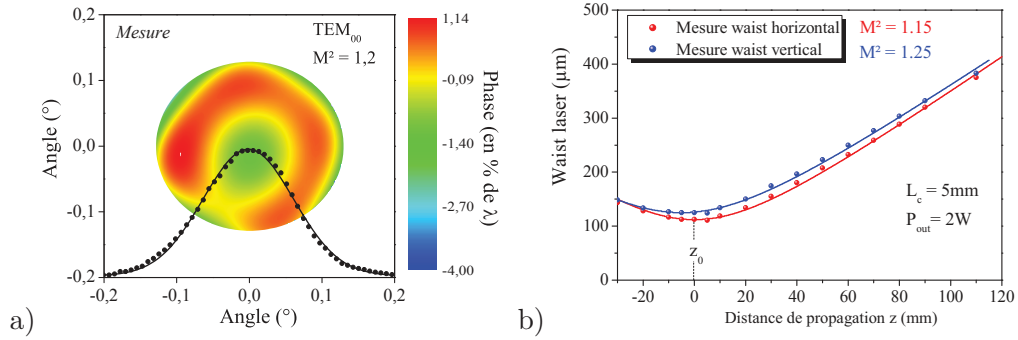 Mesure
TEM00
M² = 1,2
Angle (°)
0,2
0,1
0,0
-0,1
-0,2
-0,2 -0,1 0,0 0,1 0,2
Angle (°)
1,14
-0,09
-1,40
-2,70
-4,00
Phase (en % de λ)
a)
Waist laser (µm)
500
400
300
200
100
0
Mesure waist horizontal
Mesure waist vertical
M² = 1.15
M² = 1.25
Lc = 5mm
Pout = 2W
z0
-20 0 20 40 60 80 100 120
Distance de propagation z (mm)
b)